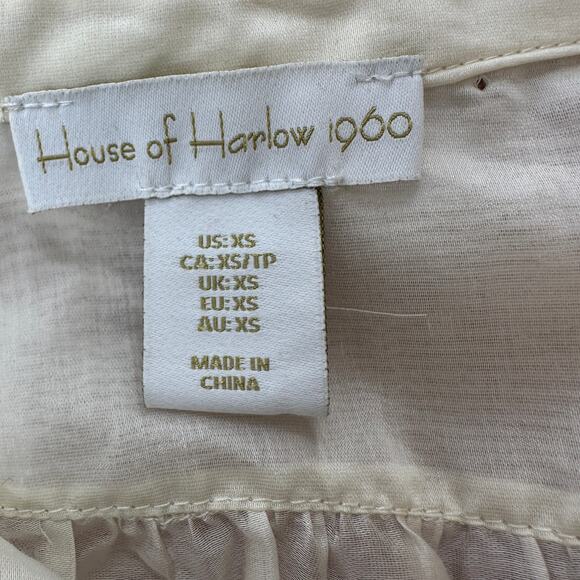 House of Harlow 1960
US: XS
CA: XS/TP
UK: XS
EU: XS
AU: XS
MADE IN
CHINA